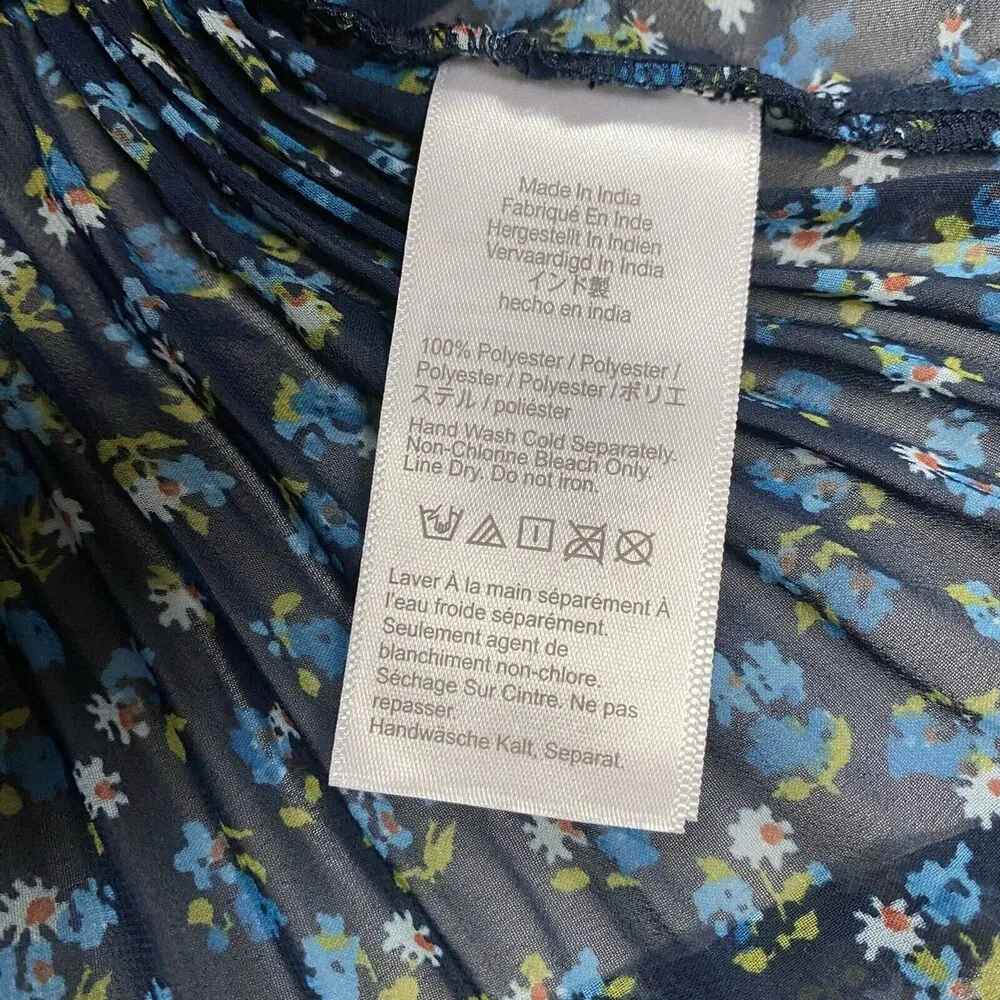 Made In India
Fabriqué En Inde
Hergestellt In Indien
Vervaardigd In India
インド製
hecho en india
100% Polyester / Polyester /
Polyester / Polyester / ポリエ
ステル / poliéster
Hand Wash Cold Separately.
Non-Chlonne Bleach Only.
Line Dry. Do not iron.
Laver À la main séparément À
l'eau froide séparément.
Seulement agent de
blanchiment non-chlore.
Séchage Sur Cintre. Ne pas
repasser.
Handwäsche Kalt, Separat.